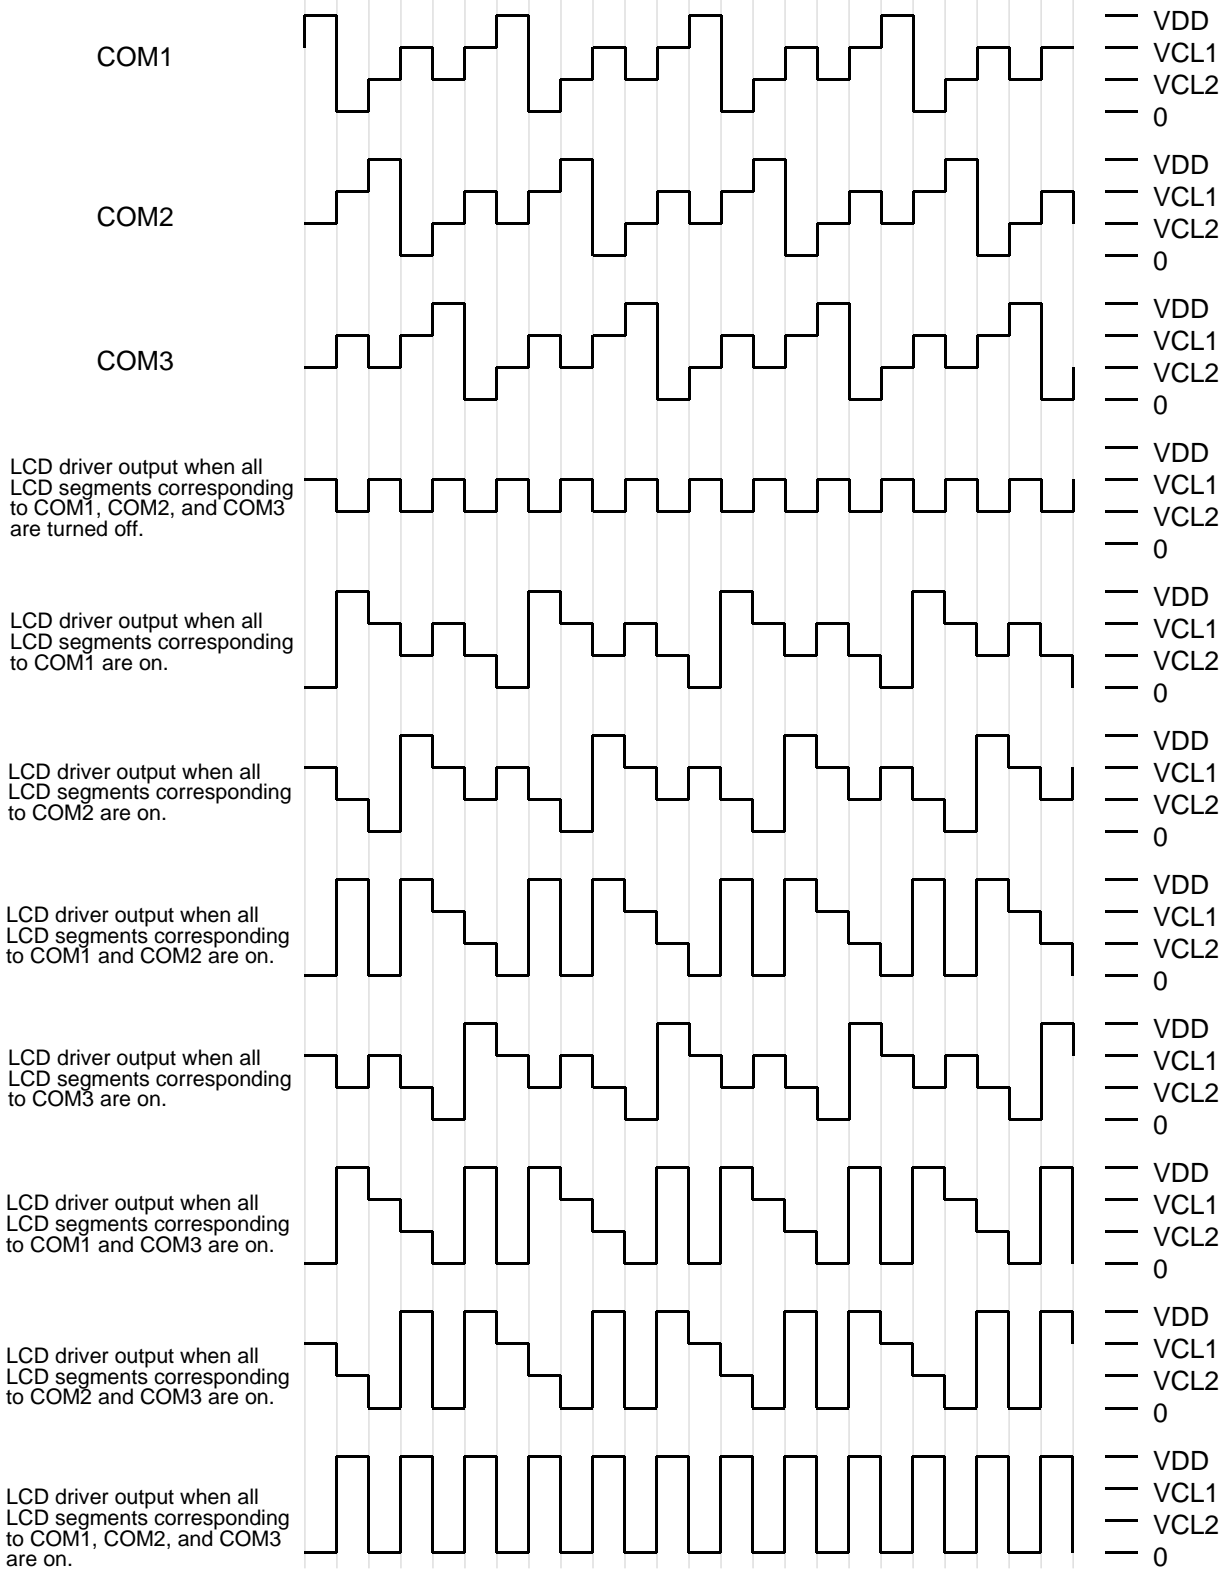 COM1
VDD
VCL1
VCL2
0
COM2
VDD
VCL1
VCL2
0
COM3
VDD
VCL1
VCL2
0
LCD driver output when all
LCD segments corresponding
to COM1, COM2, and COM3
are turned off.
VDD
VCL1
VCL2
0
LCD driver output when all
LCD segments corresponding
to COM1 are on.
VDD
VCL1
VCL2
0
LCD driver output when all
LCD segments corresponding
to COM2 are on.
VDD
VCL1
VCL2
0
LCD driver output when all
LCD segments corresponding
to COM1 and COM2 are on.
VDD
VCL1
VCL2
0
LCD driver output when all
LCD segments corresponding
to COM3 are on.
VDD
VCL1
VCL2
0
LCD driver output when all
LCD segments corresponding
to COM1 and COM3 are on.
VDD
VCL1
VCL2
0
LCD driver output when all
LCD segments corresponding
to COM2 and COM3 are on.
VDD
VCL1
VCL2
0
LCD driver output when all
LCD segments corresponding
to COM1, COM2, and COM3
are on.
VDD
VCL1
VCL2
0